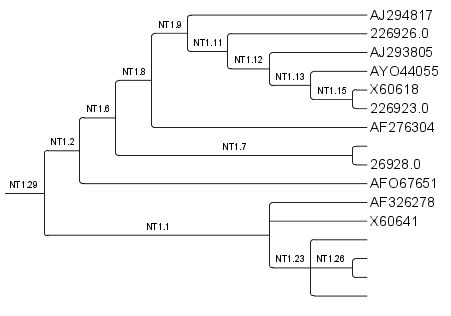 AJ294817
NT1.9
226926.0
NT1.11
AJ293805
NT1.12
AYO44055
NT1.8
NT1.13
X60618
NT1.15
226923.0
NT1.6
AF276304
NT1.2
NT1.7
26928.0
AFO67651
NT1.29
AF326278
X60641
NT1.1
NT1.23 NT1.26